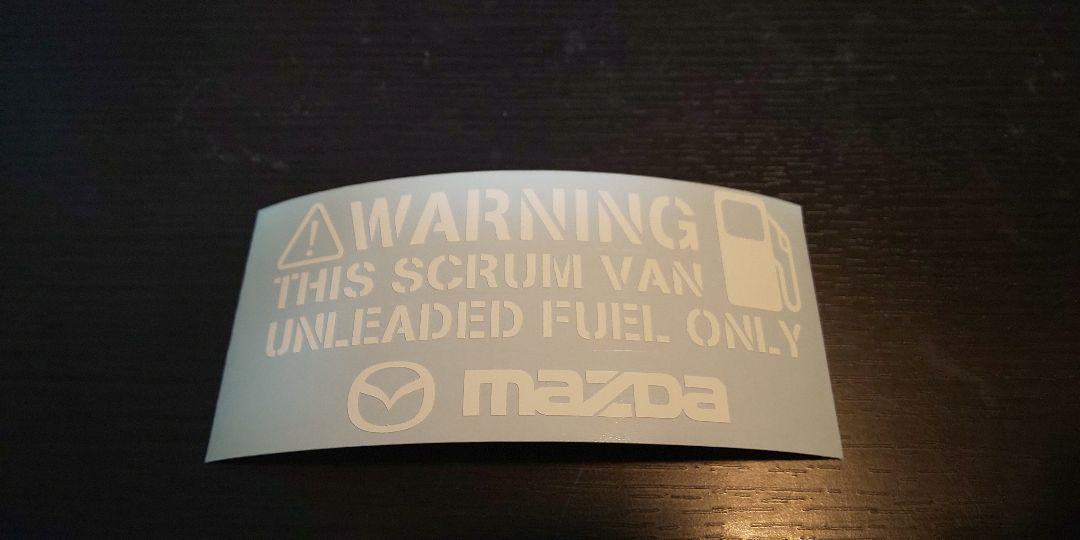 WARNING
THIS SCRUM VAN
UNLEADED FUEL ONLY
mazda